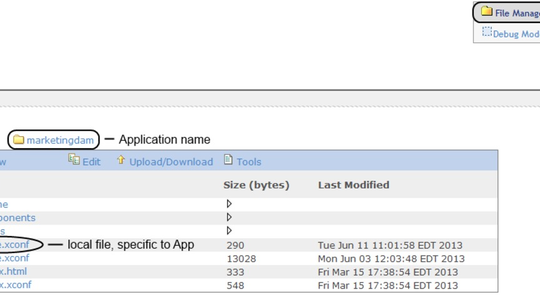 File Manag
Debug Mod
marketingdam — Application name
w Edit Upload/Download Tools
Size (bytes) Last Modified
ne
ponents
s
e.xconf — local file, specific to App 290 Tue Jun 11 11:01:58 EDT 2013
e.xconf 13028 Mon Jun 03 12:03:48 EDT 2013
x.html 333 Fri Mar 15 17:38:54 EDT 2013
x.xconf 548 Fri Mar 15 17:38:54 EDT 2013